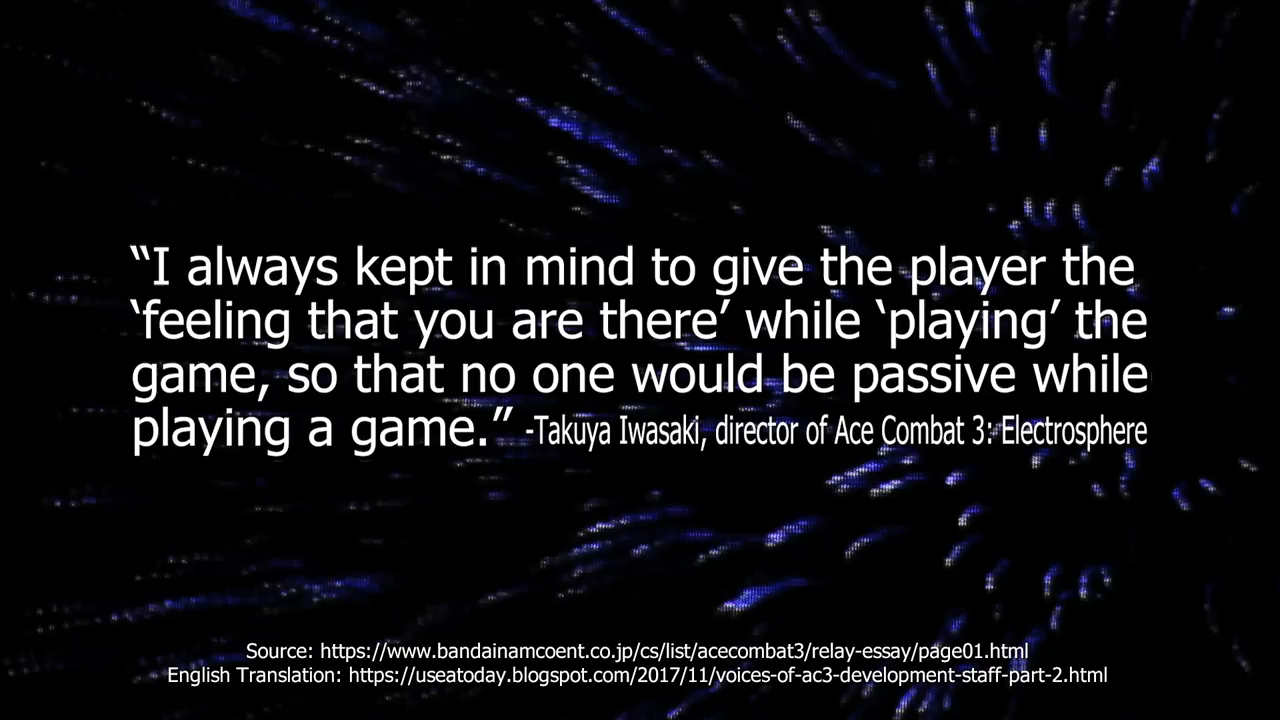 “I always kept in mind to give the player the
‘feeling that you are there’ while ‘playing’ the
game, so that no one would be passive while
playing a game.” -Takuya Iwasaki, director of Ace Combat 3: Electrosphere
Source: https://www.bandainamcoent.co.jp/cs/list/acecombat3/relay-essay/page01.html
English Translation: https://useatoday.blogspot.com/2017/11/voices-of-ac3-development-staff-part-2.html